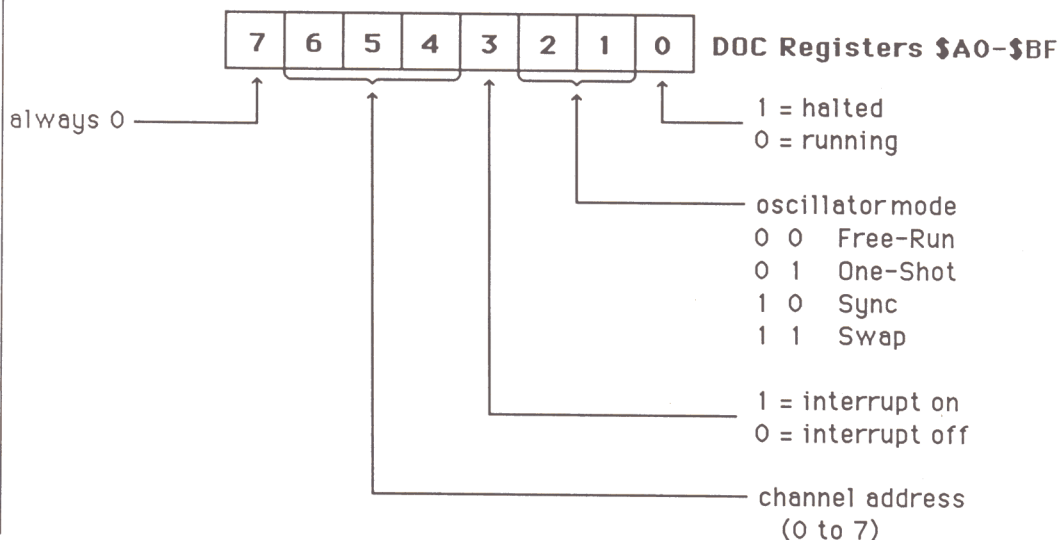 7 6 5 4 3 2 1 0 DOC Registers $A0-$BF
always 0
1 = halted
0 = running
oscillator mode
0 0 Free-Run
0 1 One-Shot
1 0 Sync
1 1 Swap
1 = interrupt on
0 = interrupt off
channel address
(0 to 7)